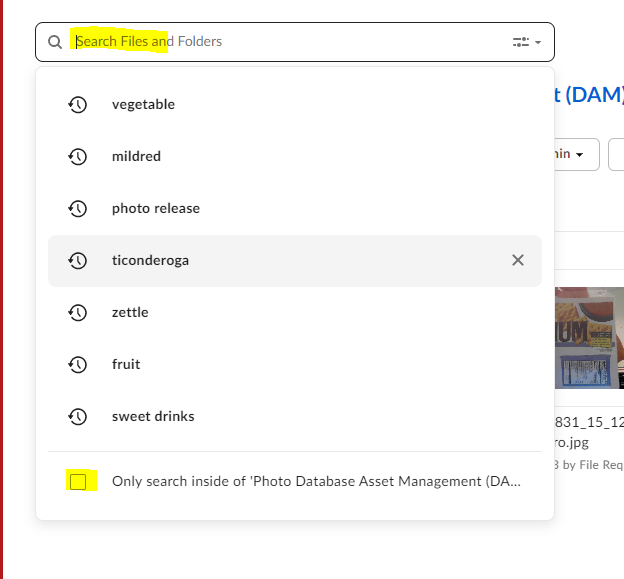 Search Files and Folders
t (DAM)
vegetable
mildred
nin
photo release
ticonderoga
zettle
UM
fruit
sweet drinks
831_15_12
ro.jpg
3 by File Req
Only search inside of 'Photo Database Asset Management (DA...